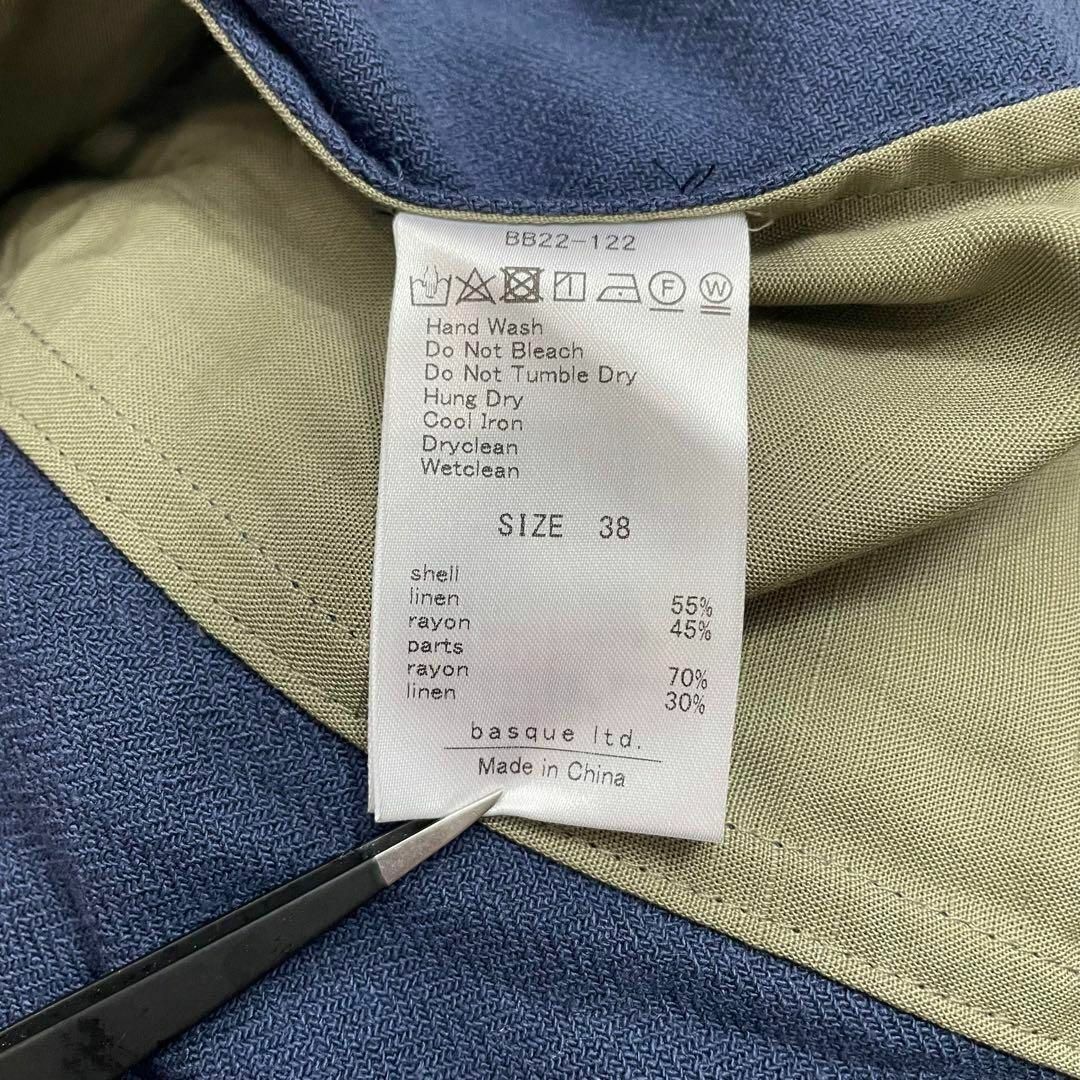 BB22-122
F W
Hand Wash
Do Not Bleach
Do Not Tumble Dry
Hung Dry
Cool Iron
Dryclean
Wetclean
SIZE 38
shell
linen 55%
rayon 45%
parts
rayon 70%
linen 30%
basque ltd.
Made in China